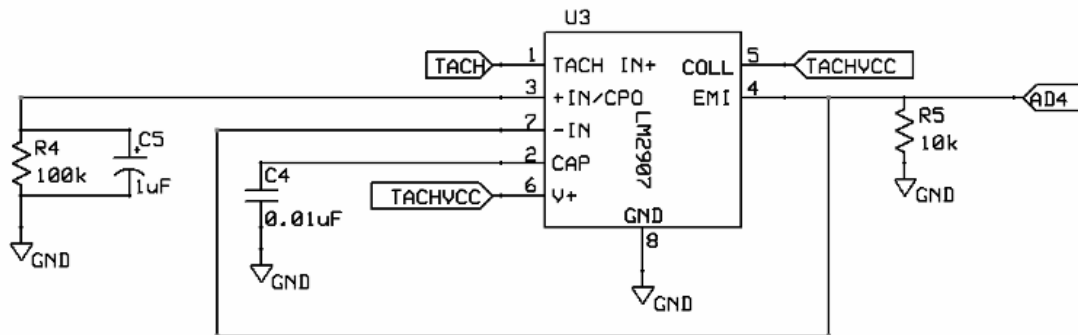 U3
TACH
1
TACH IN+
COLL
5
TACHVCC
3
+IN/CPO
EMI
4
AD4
7
-IN
LM2907
R5
10k
C5
+
R4
100k
1uF
2
CAP
C4
0.01uF
TACHVCC
6
V+
GND
8
GND
GND
GND
GND